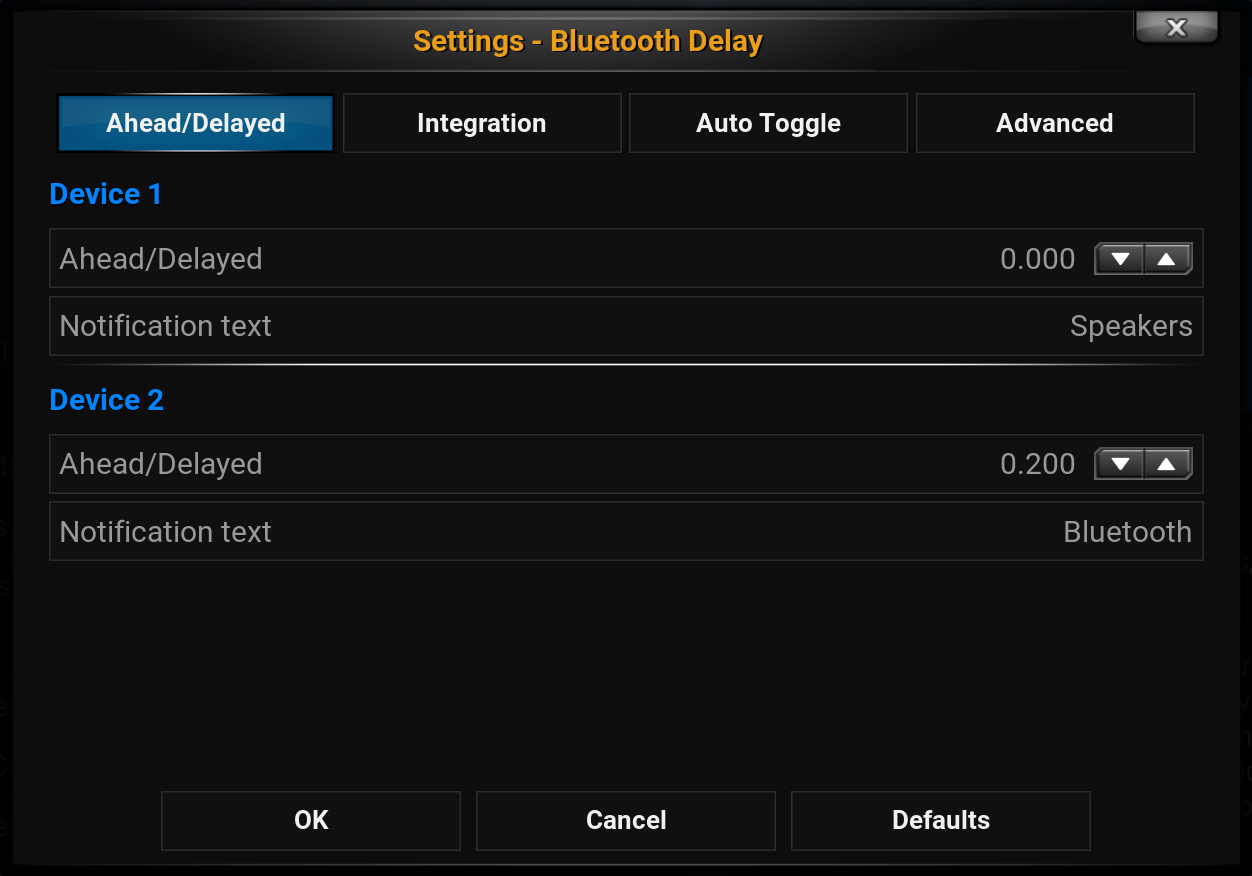 Settings - Bluetooth Delay
Ahead/Delayed Integration Auto Toggle Advanced
Device 1
Ahead/Delayed 0.000
Notification text Speakers
Device 2
Ahead/Delayed 0.200
Notification text Bluetooth
OK Cancel Defaults